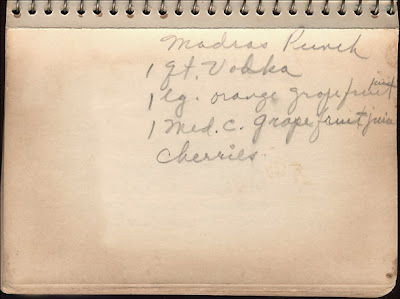 Madras Punch
1 qt. Vodka
1 lg. orange grapefruit juice
1 Med. C. grapefruit juice
Cherries